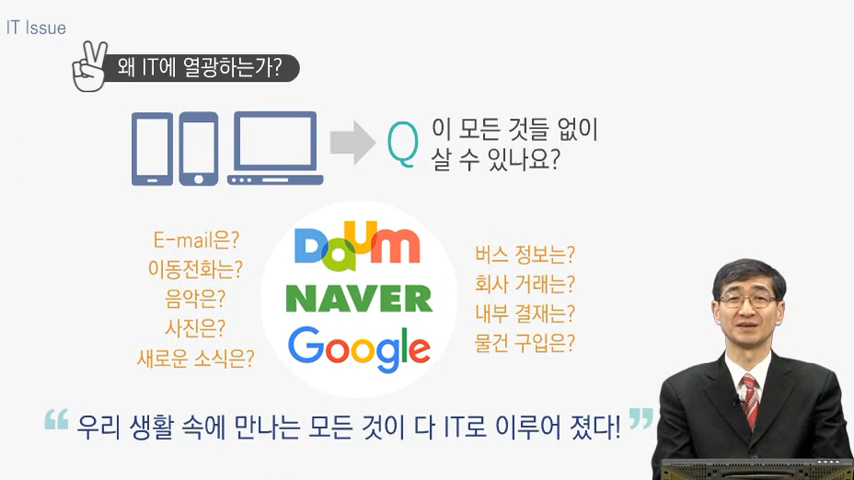 IT Issue
왜 IT에 열광하는가?
Q 이 모든 것들 없이
살 수 있나요?
E-mail은?
이동전화는?
음악은?
사진은?
새로운 소식은?
Daum
NAVER
Google
버스 정보는?
회사 거래는?
내부 결재는?
물건 구입은?
“ 우리 생활 속에 만나는 모든 것이 다 IT로 이루어 졌다! ”